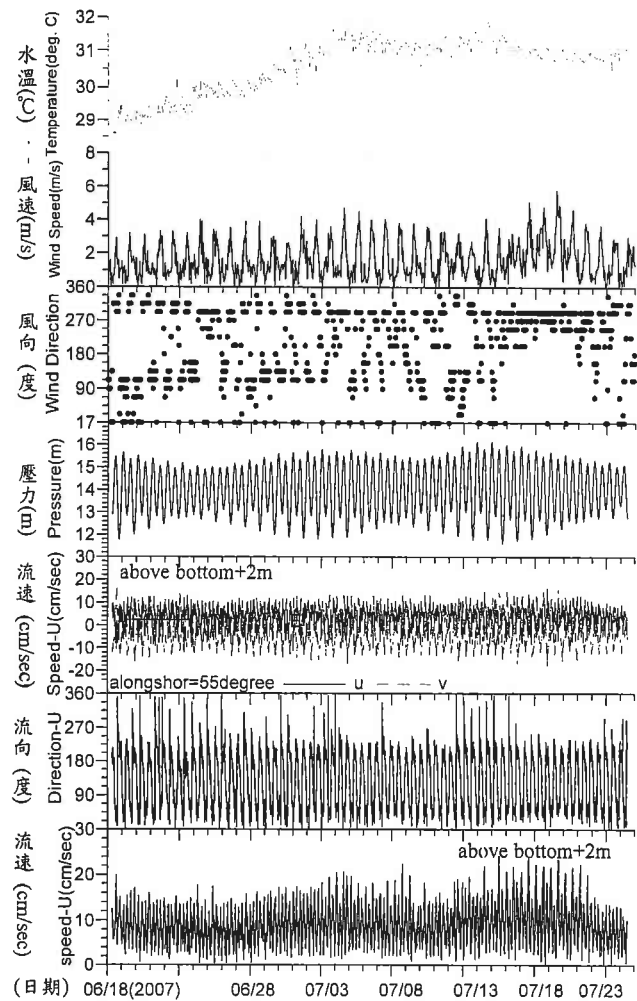 水溫(℃) Temperature(deg. C)
32
31
30
29
風速(m/s) Wind Speed(m/s)
8
6
4
2
風向 (度) Wind Direction
360
270
180
90
17
壓力(m) Pressure(m)
16
15
14
13
12
流速 (cm/sec) Speed-U(cm/sec)
30
above bottom+2m
20
10
0
-10
-20
alongshor=55degree u v
流向 (度) Direction-U
360
270
180
90
流速 (cm/sec) speed-U(cm/sec)
30
above bottom+2m
20
10
0
(日期) 06/18(2007) 06/28 07/03 07/08 07/13 07/18 07/23